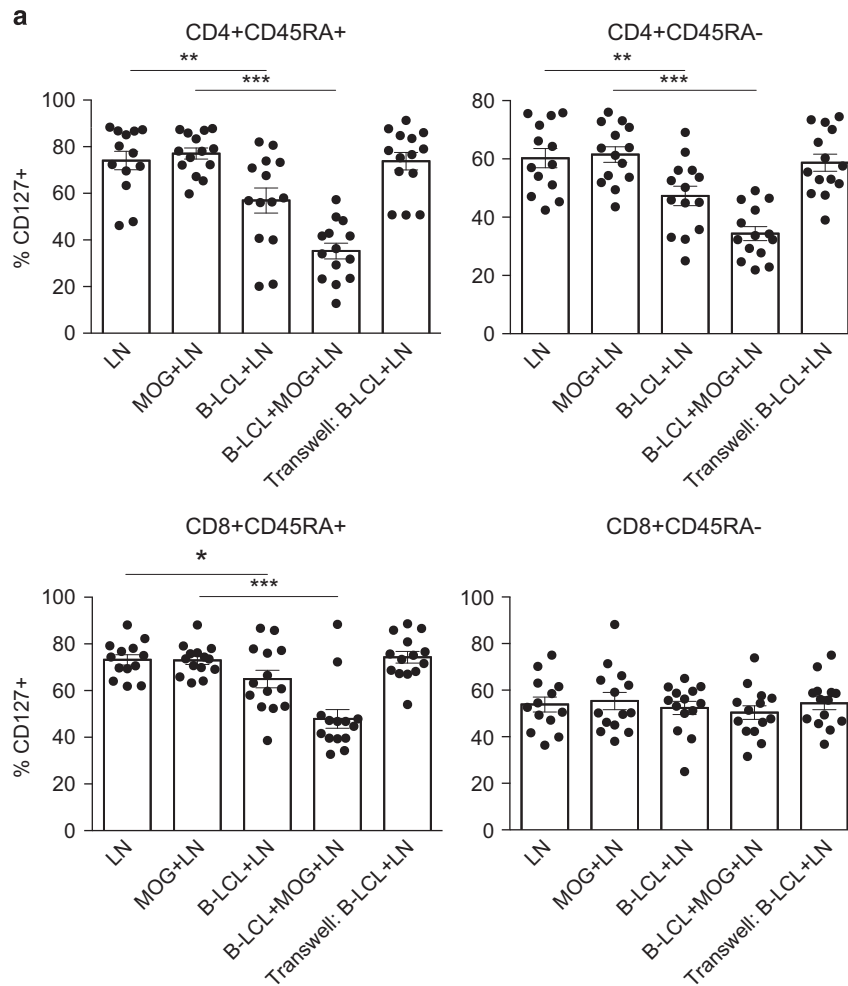 a
CD4+CD45RA+
**
***
% CD127+
100
80
60
40
20
0
LN
MOG+LN
B-LCL+LN
B-LCL+MOG+LN
Transwell: B-LCL+LN
CD4+CD45RA-
**
***
80
60
40
20
0
LN
MOG+LN
B-LCL+LN
B-LCL+MOG+LN
Transwell: B-LCL+LN
CD8+CD45RA+
*
***
% CD127+
100
80
60
40
20
0
LN
MOG+LN
B-LCL+LN
B-LCL+MOG+LN
Transwell: B-LCL+LN
CD8+CD45RA-
100
80
60
40
20
0
LN
MOG+LN
B-LCL+LN
B-LCL+MOG+LN
Transwell: B-LCL+LN